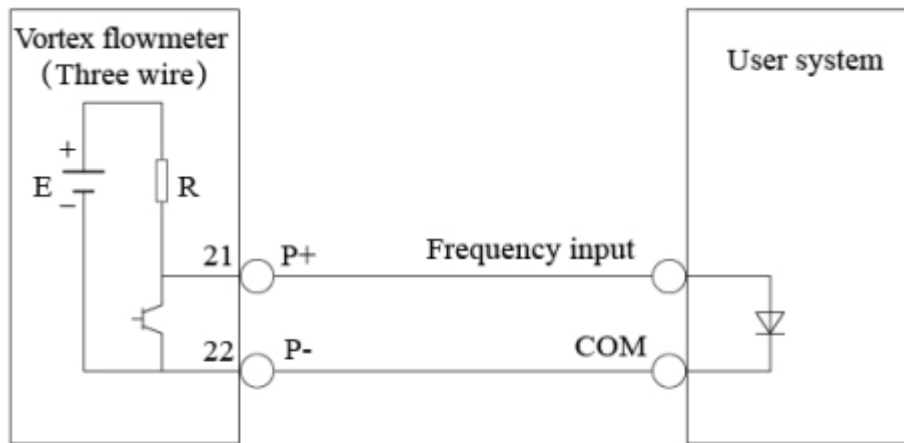 Vortex flowmeter
（Three wire）
User system
+
E
−
R
21
P+
Frequency input
22
P-
COM